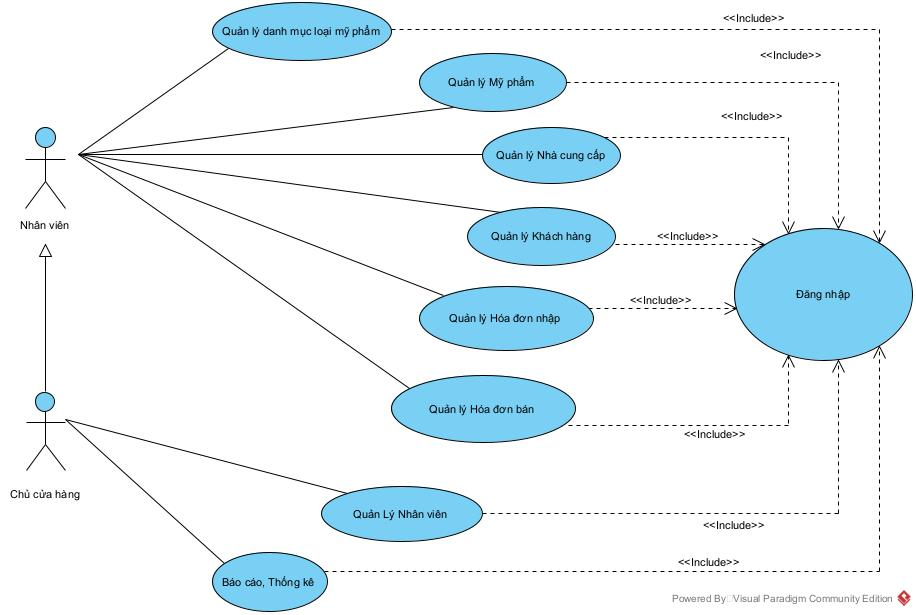 <<Include>>
Quản lý danh mục loại mỹ phẩm
<<Include>>
Quản lý Mỹ phẩm
<<Include>>
Quản lý Nhà cung cấp
Nhân viên
Quản lý Khách hàng
<<Include>>
Đăng nhập
<<Include>>
Quản lý Hóa đơn nhập
Quản lý Hóa đơn bán
<<Include>>
Chủ cửa hàng
Quản Lý Nhân viên
<<Include>>
<<Include>>
Báo cáo, Thống kê
Powered By Visual Paradigm Community Edition